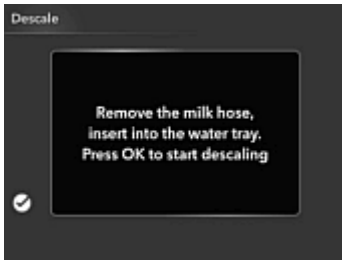 Descale
Remove the milk hose,
insert into the water tray.
Press OK to start descaling